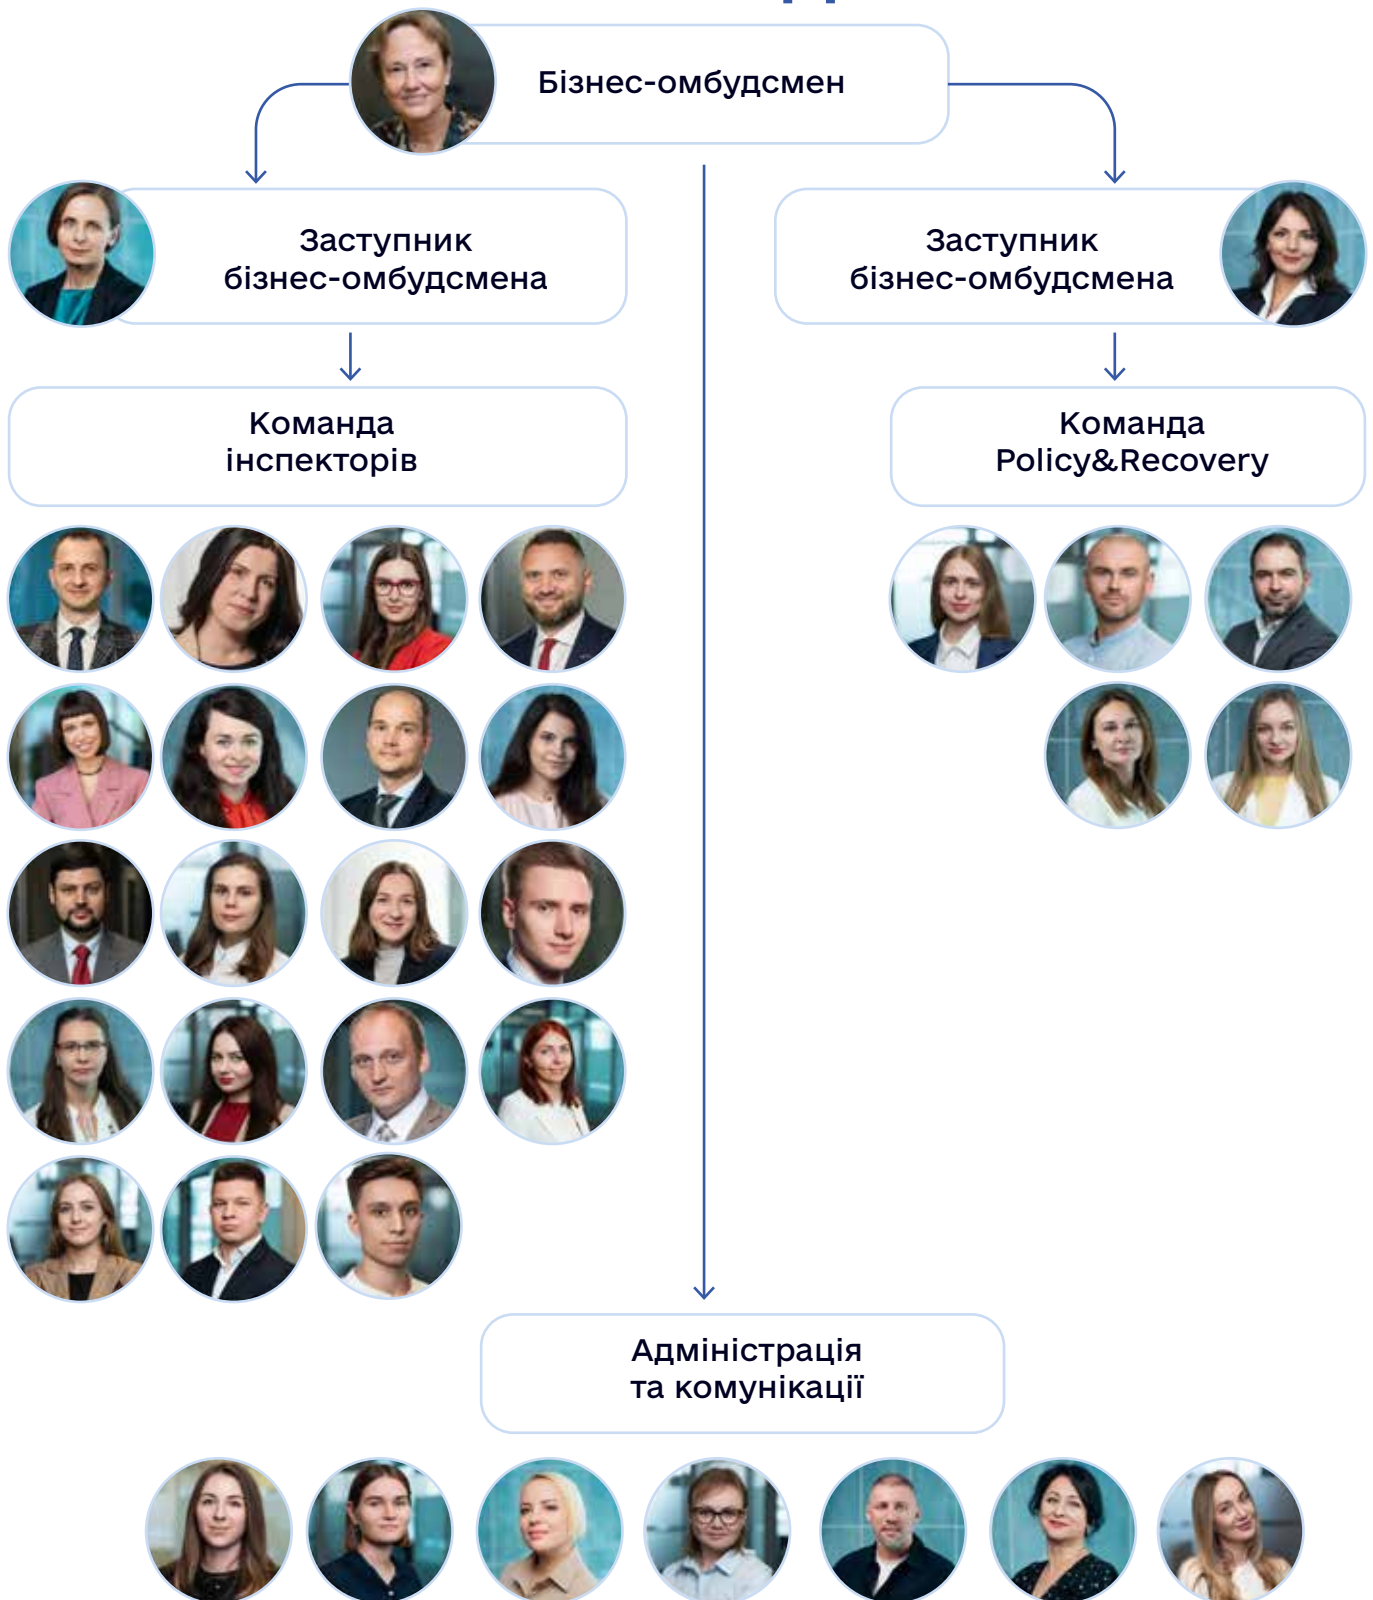 Бізнес-омбудсмен
Заступник
бізнес-омбудсмена
Заступник
бізнес-омбудсмена
Команда
інспекторів
Команда
Policy&Recovery
Адміністрація
та комунікації